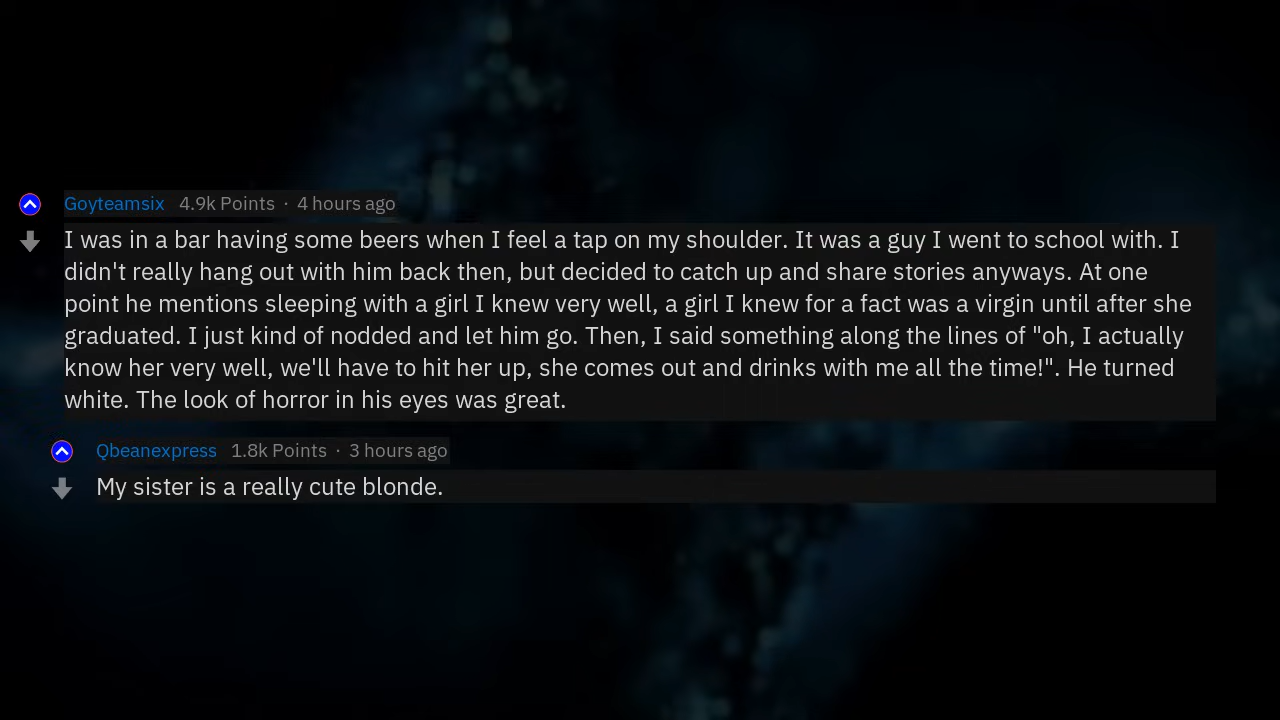 Goyteamsix 4.9k Points · 4 hours ago
I was in a bar having some beers when I feel a tap on my shoulder. It was a guy I went to school with. I
didn't really hang out with him back then, but decided to catch up and share stories anyways. At one
point he mentions sleeping with a girl I knew very well, a girl I knew for a fact was a virgin until after she
graduated. I just kind of nodded and let him go. Then, I said something along the lines of "oh, I actually
know her very well, we'll have to hit her up, she comes out and drinks with me all the time!". He turned
white. The look of horror in his eyes was great.
Qbeanexpress 1.8k Points · 3 hours ago
My sister is a really cute blonde.